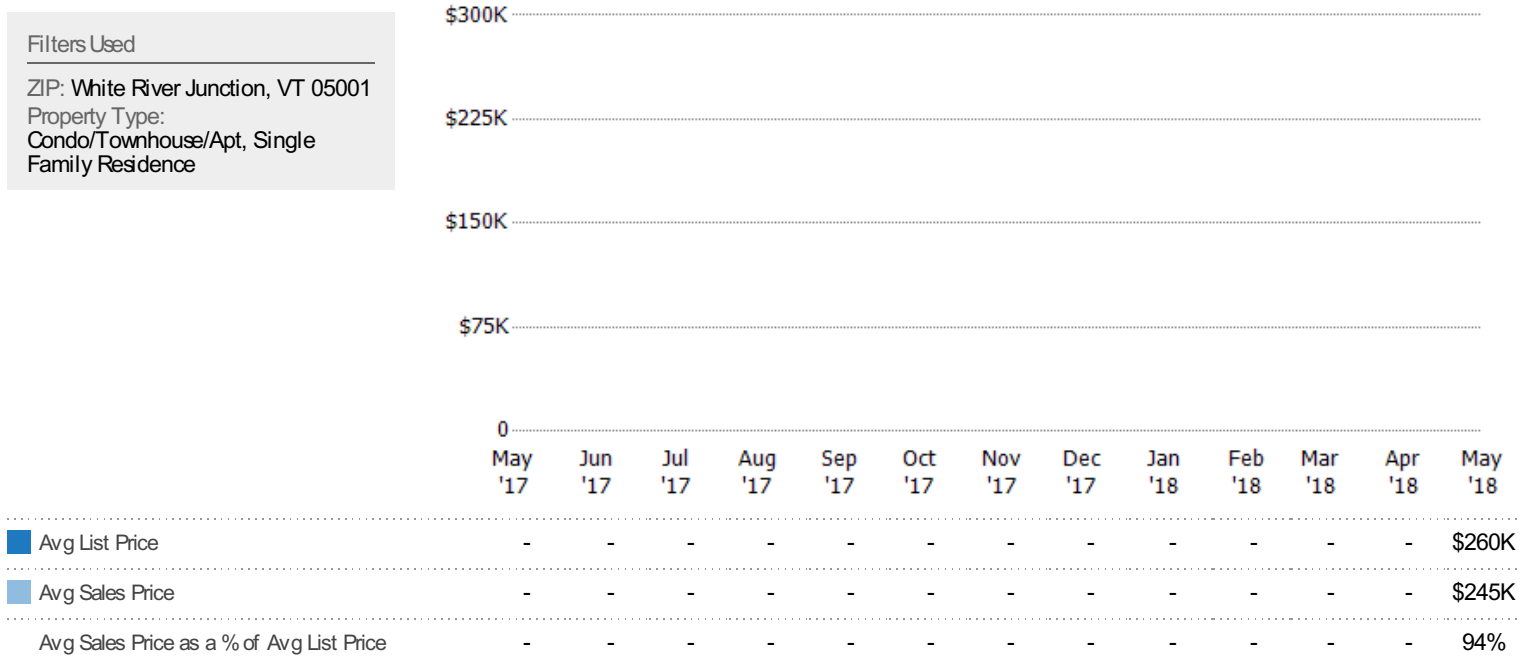 Filters Used
ZIP: White River Junction, VT 05001
Property Type:
Condo/Townhouse/Apt, Single
Family Residence
$300K
$225K
$150K
$75K
0
May Jun Jul Aug Sep Oct Nov Dec Jan Feb Mar Apr May
'17 '17 '17 '17 '17 '17 '17 '17 '18 '18 '18 '18 '18
Avg List Price - - - - - - - - - - - - $260K
Avg Sales Price - - - - - - - - - - - - $245K
Avg Sales Price as a % of Avg List Price - - - - - - - - - - - - 94%